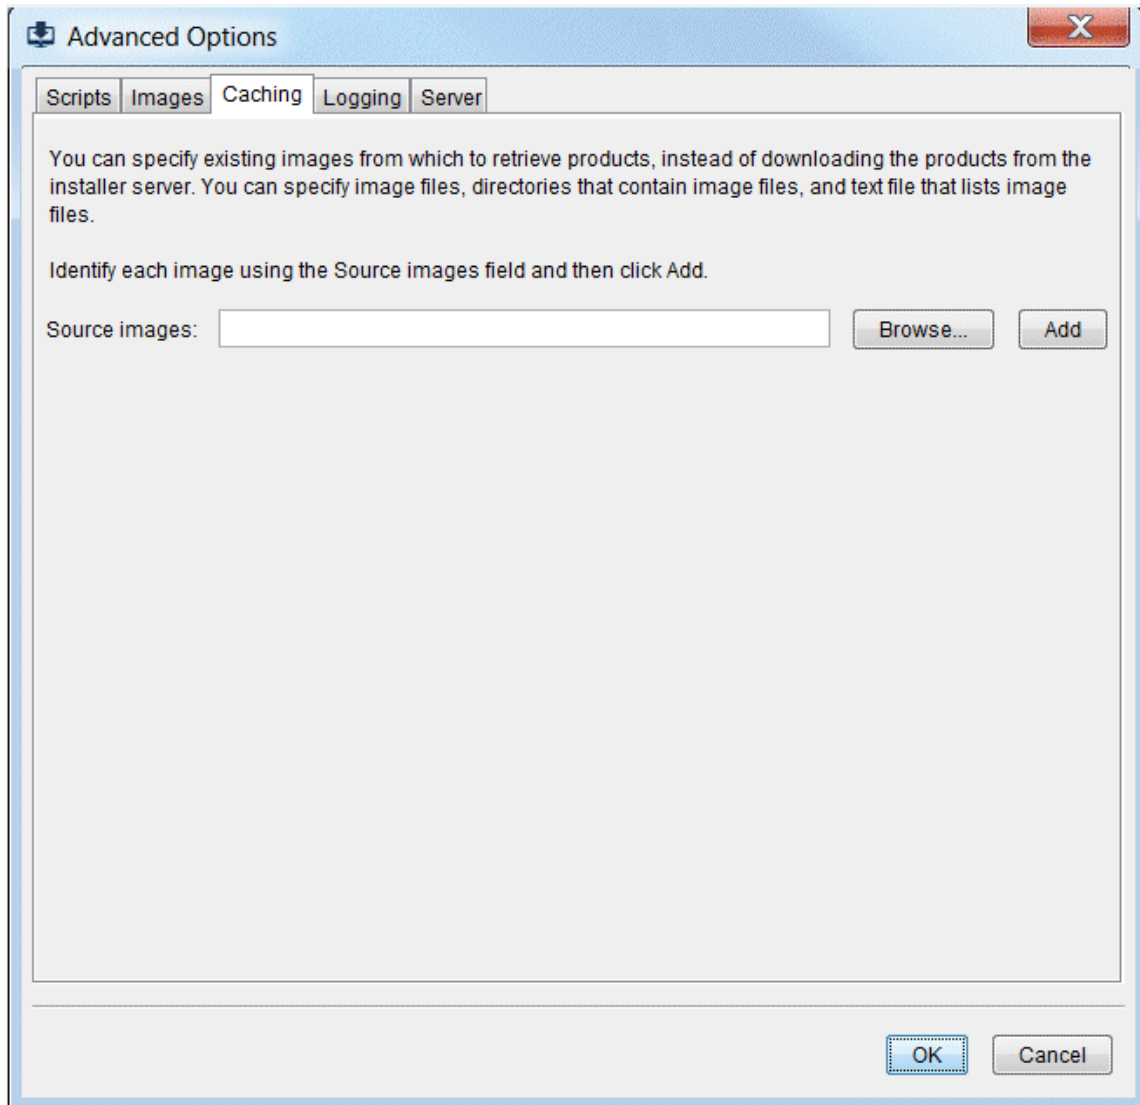 Advanced Options
Scripts Images Caching Logging Server
You can specify existing images from which to retrieve products, instead of downloading the products from the
installer server. You can specify image files, directories that contain image files, and text file that lists image
files.
Identify each image using the Source images field and then click Add.
Source images: Browse... Add
OK Cancel